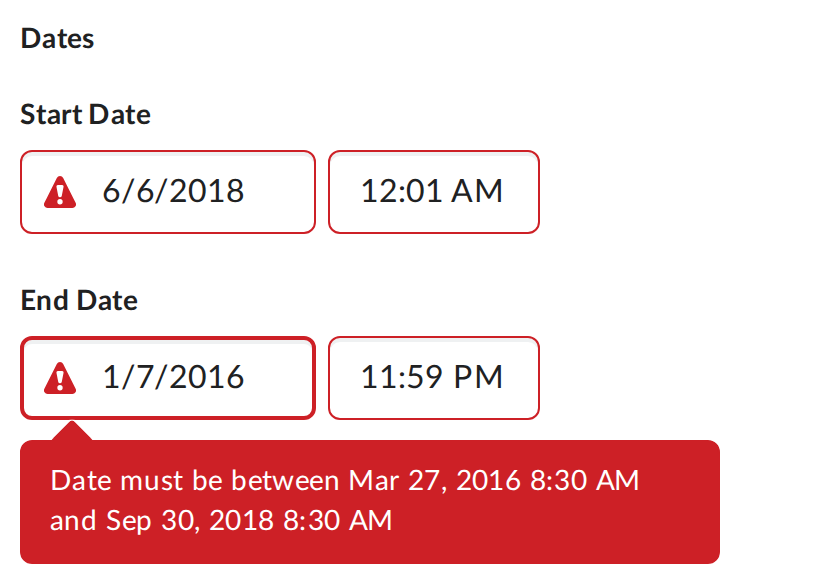 Dates
Start Date
6/6/2018 12:01 AM
End Date
1/7/2016 11:59 PM
Date must be between Mar 27, 2016 8:30 AM
and Sep 30, 2018 8:30 AM